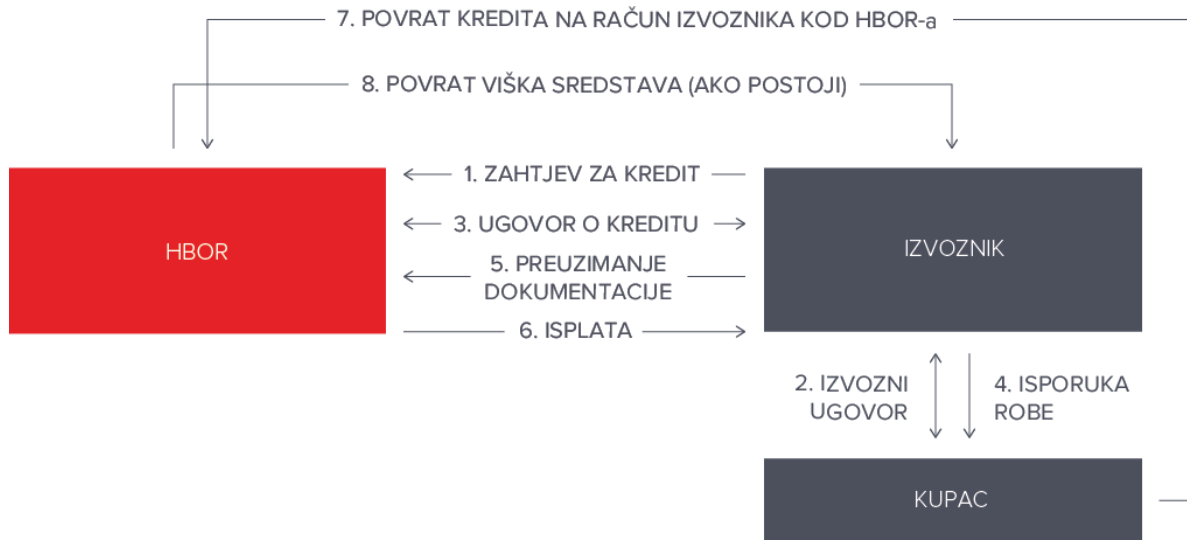 7. POVRAT KREDITA NA RAČUN IZVOZNIKA KOD HBOR-a
8. POVRAT VIŠKA SREDSTAVA (AKO POSTOJI)
1. ZAHTJEV ZA KREDIT
3. UGOVOR O KREDITU
HBOR
IZVOZNIK
5. PREUZIMANJE
DOKUMENTACIJE
6. ISPLATA
2. IZVOZNI
UGOVOR
4. ISPORUKA
ROBE
KUPAC